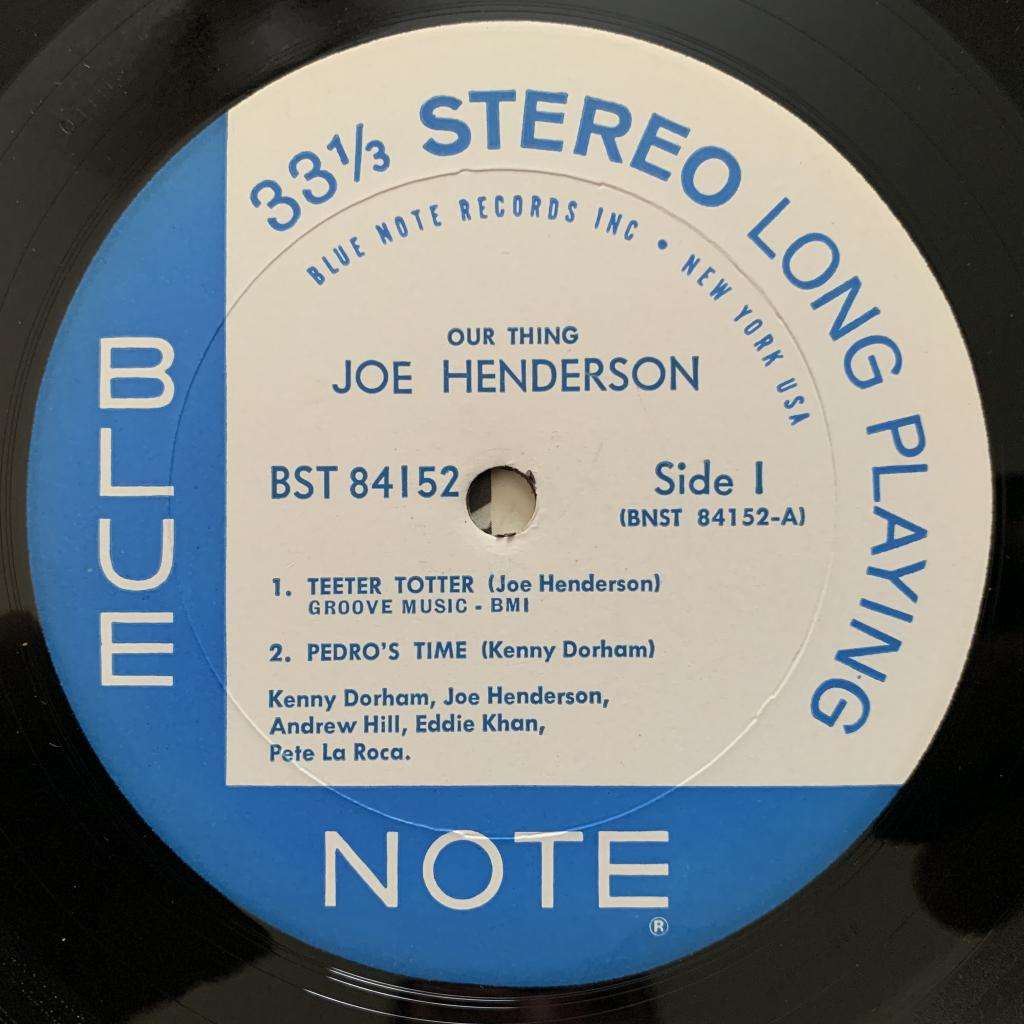 33⅓ STEREO LONG PLAYING
BLUE NOTE RECORDS INC • NEW YORK USA
OUR THING
JOE HENDERSON
BST 84152
Side 1
(BNST 84152-A)
1. TEETER TOTTER (Joe Henderson)
GROOVE MUSIC - BMI
2. PEDRO'S TIME (Kenny Dorham)
Kenny Dorham, Joe Henderson,
Andrew Hill, Eddie Khan,
Pete La Roca.
BLUE
NOTE
®